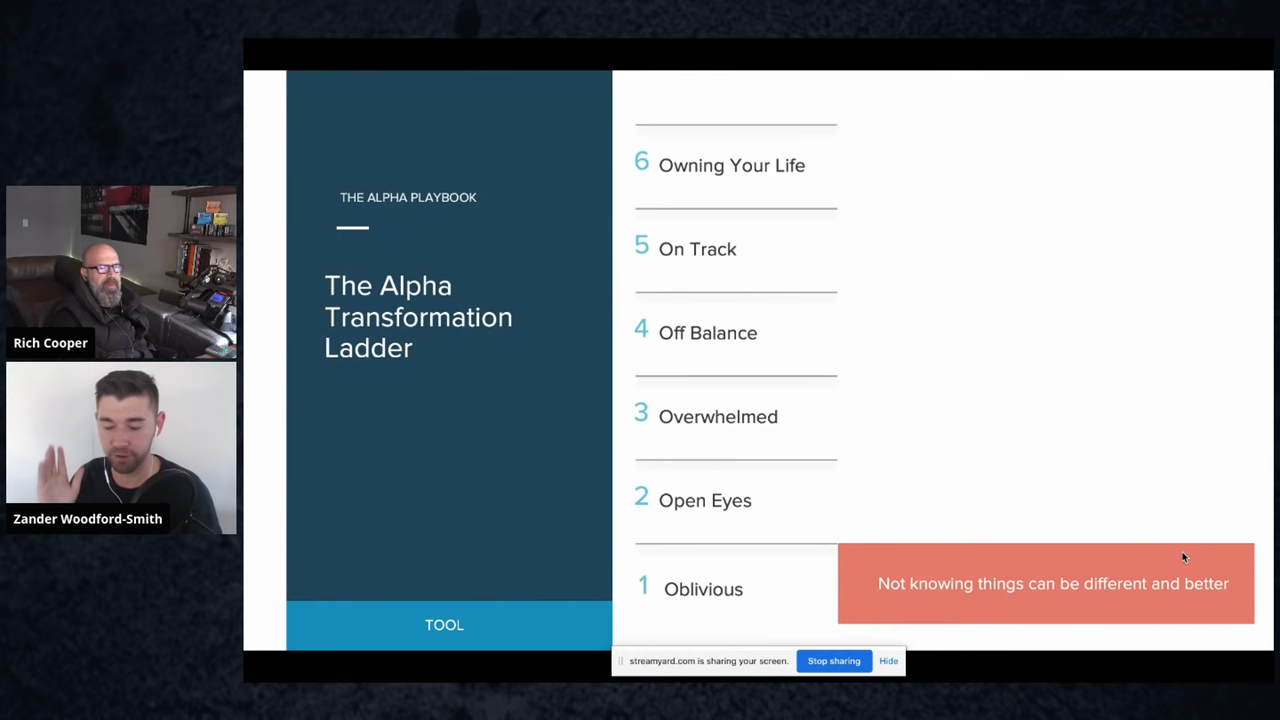 Rich Cooper
Zander Woodford-Smith
THE ALPHA PLAYBOOK
The Alpha
Transformation
Ladder
TOOL
6 Owning Your Life
5 On Track
4 Off Balance
3 Overwhelmed
2 Open Eyes
1 Oblivious
Not knowing things can be different and better
streamyard.com is sharing your screen. Stop sharing Hide